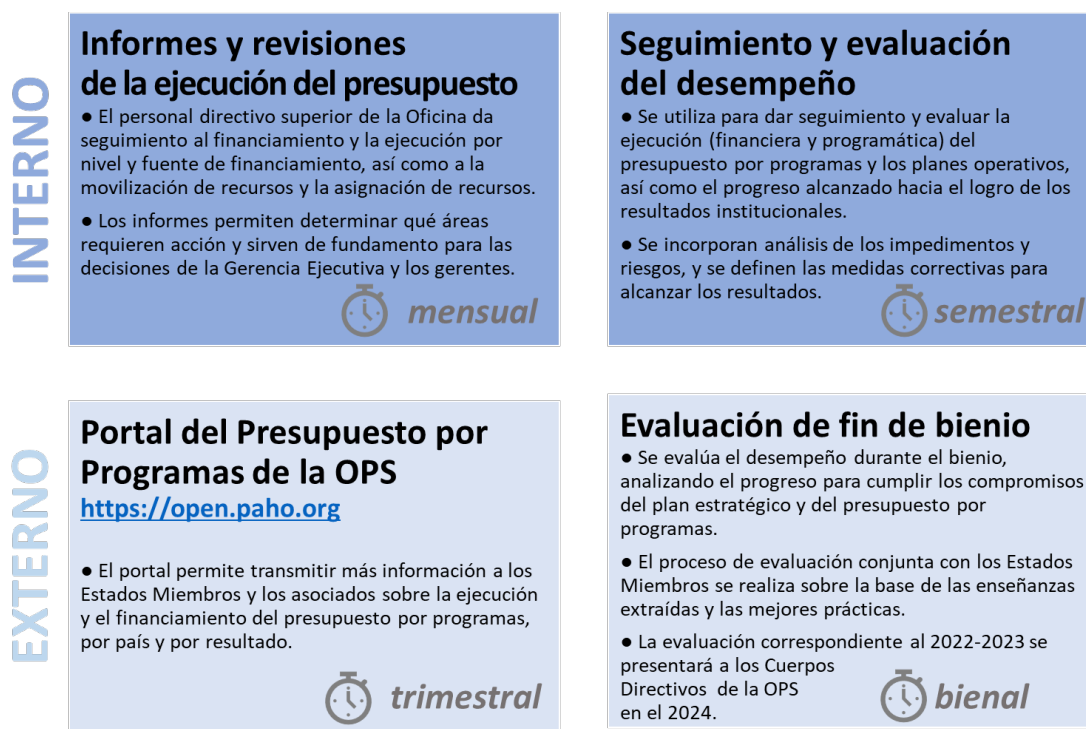 INTERNO
Informes y revisiones
de la ejecución del presupuesto
● El personal directivo superior de la Oficina da
seguimiento al financiamiento y la ejecución por
nivel y fuente de financiamiento, así como a la
movilización de recursos y la asignación de recursos.
● Los informes permiten determinar qué áreas
requieren acción y sirven de fundamento para las
decisiones de la Gerencia Ejecutiva y los gerentes.
mensual
Seguimiento y evaluación
del desempeño
● Se utiliza para dar seguimiento y evaluar la
ejecución (financiera y programática) del
presupuesto por programas y los planes operativos,
así como el progreso alcanzado hacia el logro de los
resultados institucionales.
● Se incorporan análisis de los impedimentos y
riesgos, y se definen las medidas correctivas para
alcanzar los resultados.
semestral
EXTERNO
Portal del Presupuesto por
Programas de la OPS
https://open.paho.org
● El portal permite transmitir más información a los
Estados Miembros y los asociados sobre la ejecución
y el financiamiento del presupuesto por programas,
por país y por resultado.
trimestral
Evaluación de fin de bienio
● Se evalúa el desempeño durante el bienio,
analizando el progreso para cumplir los compromisos
del plan estratégico y del presupuesto por
programas.
● El proceso de evaluación conjunta con los Estados
Miembros se realiza sobre la base de las enseñanzas
extraídas y las mejores prácticas.
● La evaluación correspondiente al 2022-2023 se
presentará a los Cuerpos
Directivos de la OPS
en el 2024.
bienal